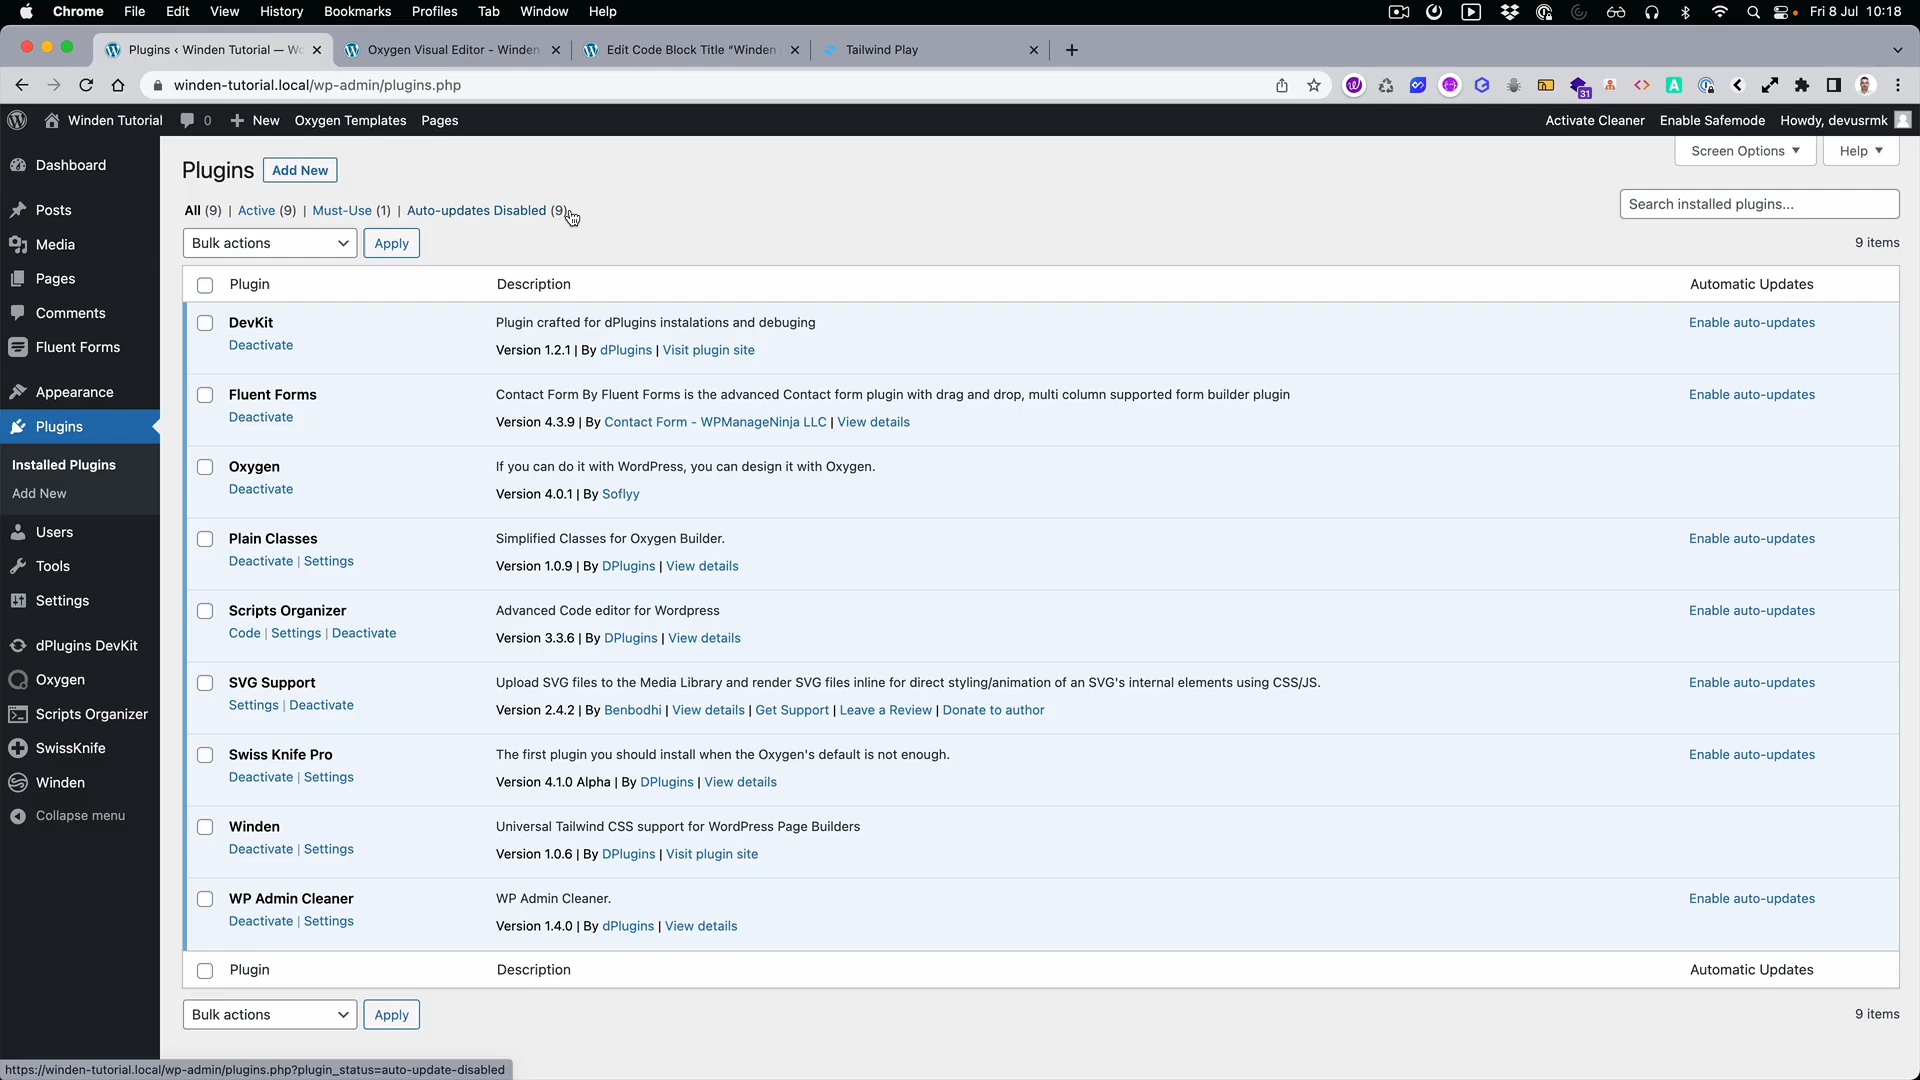 Chrome File Edit View History Bookmarks Profiles Tab Window Help Fri 8 Jul 10:18
Plugins ‹ Winden Tutorial — Wo Oxygen Visual Editor - Winden Edit Code Block Title "Winden Tailwind Play
winden-tutorial.local/wp-admin/plugins.php 31
Winden Tutorial 0 New Oxygen Templates Pages Activate Cleaner Enable Safemode Howdy, devusrmk
Dashboard
Posts
Media
Pages
Comments
Fluent Forms
Appearance
Plugins
Installed Plugins
Add New
Users
Tools
Settings
dPlugins DevKit
Oxygen
Scripts Organizer
SwissKnife
Winden
Collapse menu
Plugins Add New Screen Options Help
All (9) | Active (9) | Must-Use (1) | Auto-updates Disabled (9)
Search installed plugins...
Bulk actions Apply 9 items
Plugin Description Automatic Updates
DevKit Plugin crafted for dPlugins instalations and debuging Enable auto-updates
Deactivate Version 1.2.1 | By dPlugins | Visit plugin site
Fluent Forms Contact Form By Fluent Forms is the advanced Contact form plugin with drag and drop, multi column supported form builder plugin Enable auto-updates
Deactivate Version 4.3.9 | By Contact Form - WPManageNinja LLC | View details
Oxygen If you can do it with WordPress, you can design it with Oxygen.
Deactivate Version 4.0.1 | By Soflyy
Plain Classes Simplified Classes for Oxygen Builder. Enable auto-updates
Deactivate | Settings Version 1.0.9 | By DPlugins | View details
Scripts Organizer Advanced Code editor for Wordpress Enable auto-updates
Code | Settings | Deactivate Version 3.3.6 | By DPlugins | View details
SVG Support Upload SVG files to the Media Library and render SVG files inline for direct styling/animation of an SVG's internal elements using CSS/JS. Enable auto-updates
Settings | Deactivate Version 2.4.2 | By Benbodhi | View details | Get Support | Leave a Review | Donate to author
Swiss Knife Pro The first plugin you should install when the Oxygen's default is not enough. Enable auto-updates
Deactivate | Settings Version 4.1.0 Alpha | By DPlugins | View details
Winden Universal Tailwind CSS support for WordPress Page Builders
Deactivate | Settings Version 1.0.6 | By DPlugins | Visit plugin site
WP Admin Cleaner WP Admin Cleaner. Enable auto-updates
Deactivate | Settings Version 1.4.0 | By dPlugins | View details
Plugin Description Automatic Updates
Bulk actions Apply 9 items
https://winden-tutorial.local/wp-admin/plugins.php?plugin_status=auto-update-disabled